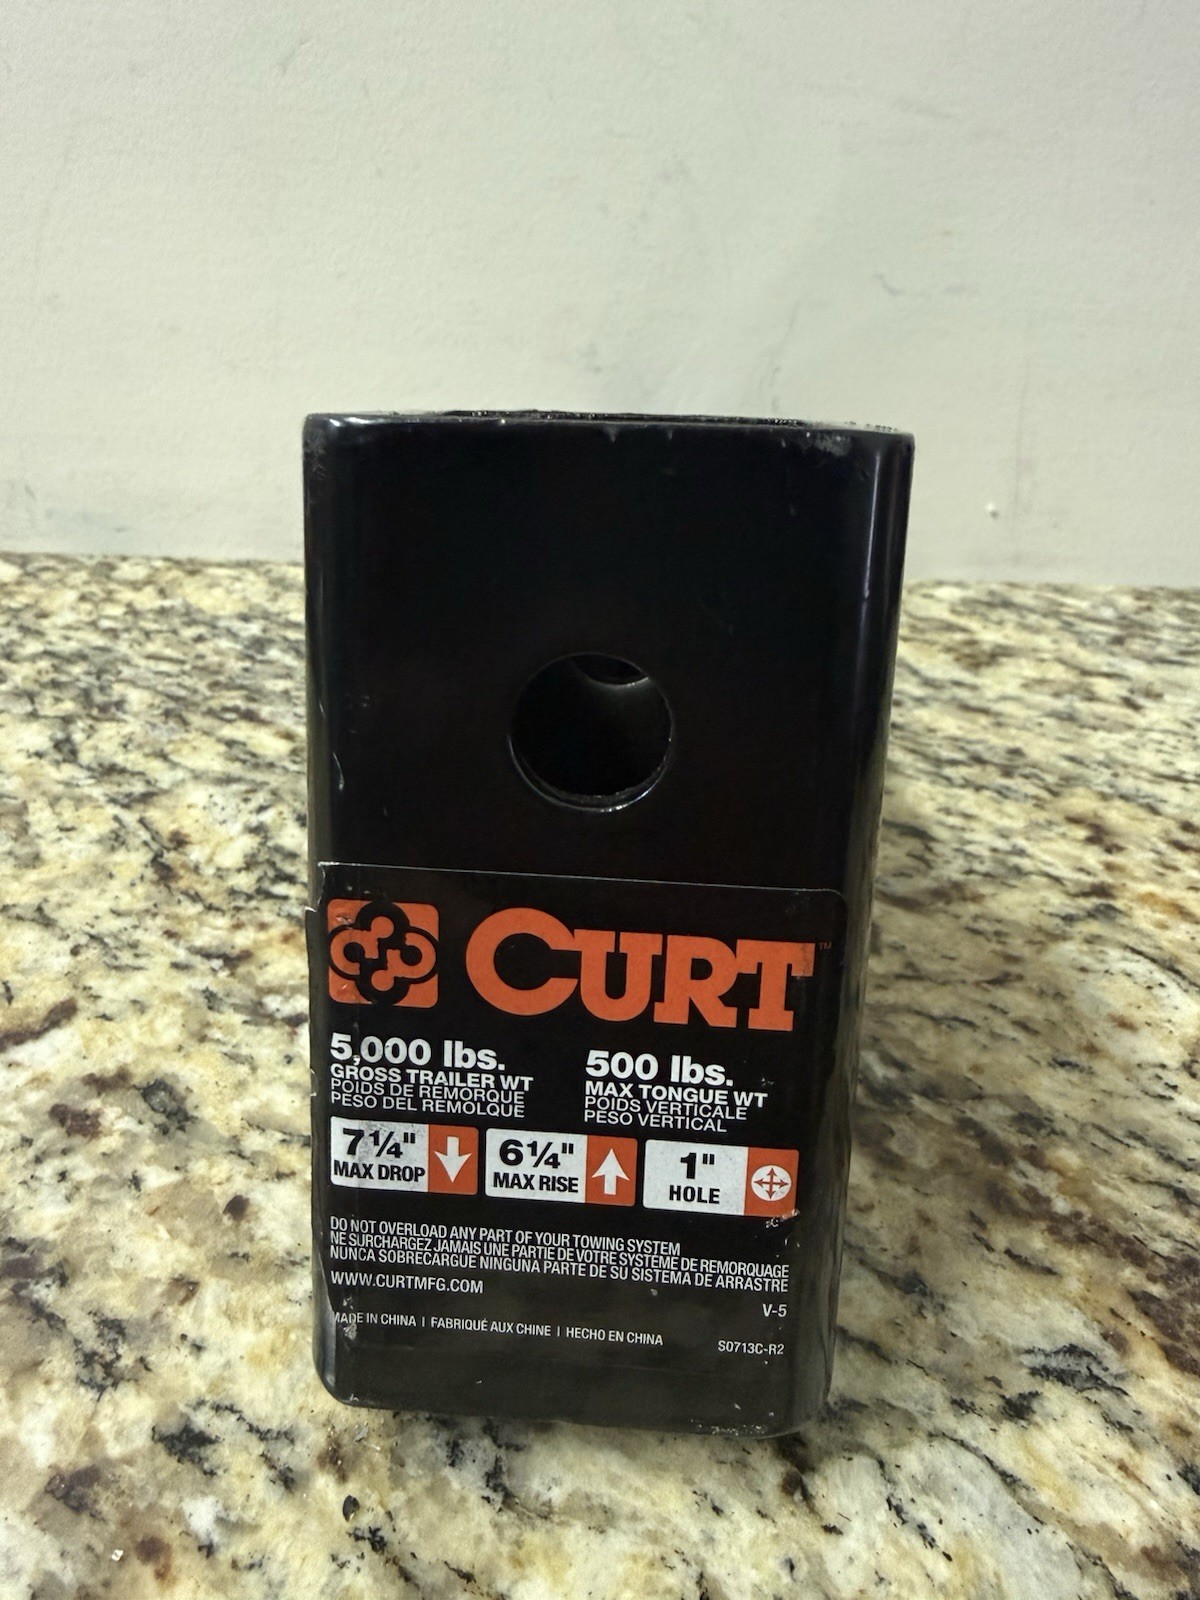 CURT™
5,000 lbs.
GROSS TRAILER WT
POIDS DE REMORQUE
PESO DEL REMOLQUE
500 lbs.
MAX TONGUE WT
POIDS VERTICALE
PESO VERTICAL
7 1/4"
MAX DROP
6 1/4"
MAX RISE
1"
HOLE
DO NOT OVERLOAD ANY PART OF YOUR TOWING SYSTEM
NE SURCHARGEZ JAMAIS UNE PARTIE DE VOTRE SYSTÈME DE REMORQUAGE
NUNCA SOBRECARGUE NINGUNA PARTE DE SU SISTEMA DE ARRASTRE
WWW.CURTMFG.COM
V-5
MADE IN CHINA | FABRIQUÉ AUX CHINE | HECHO EN CHINA
S0713C-R2